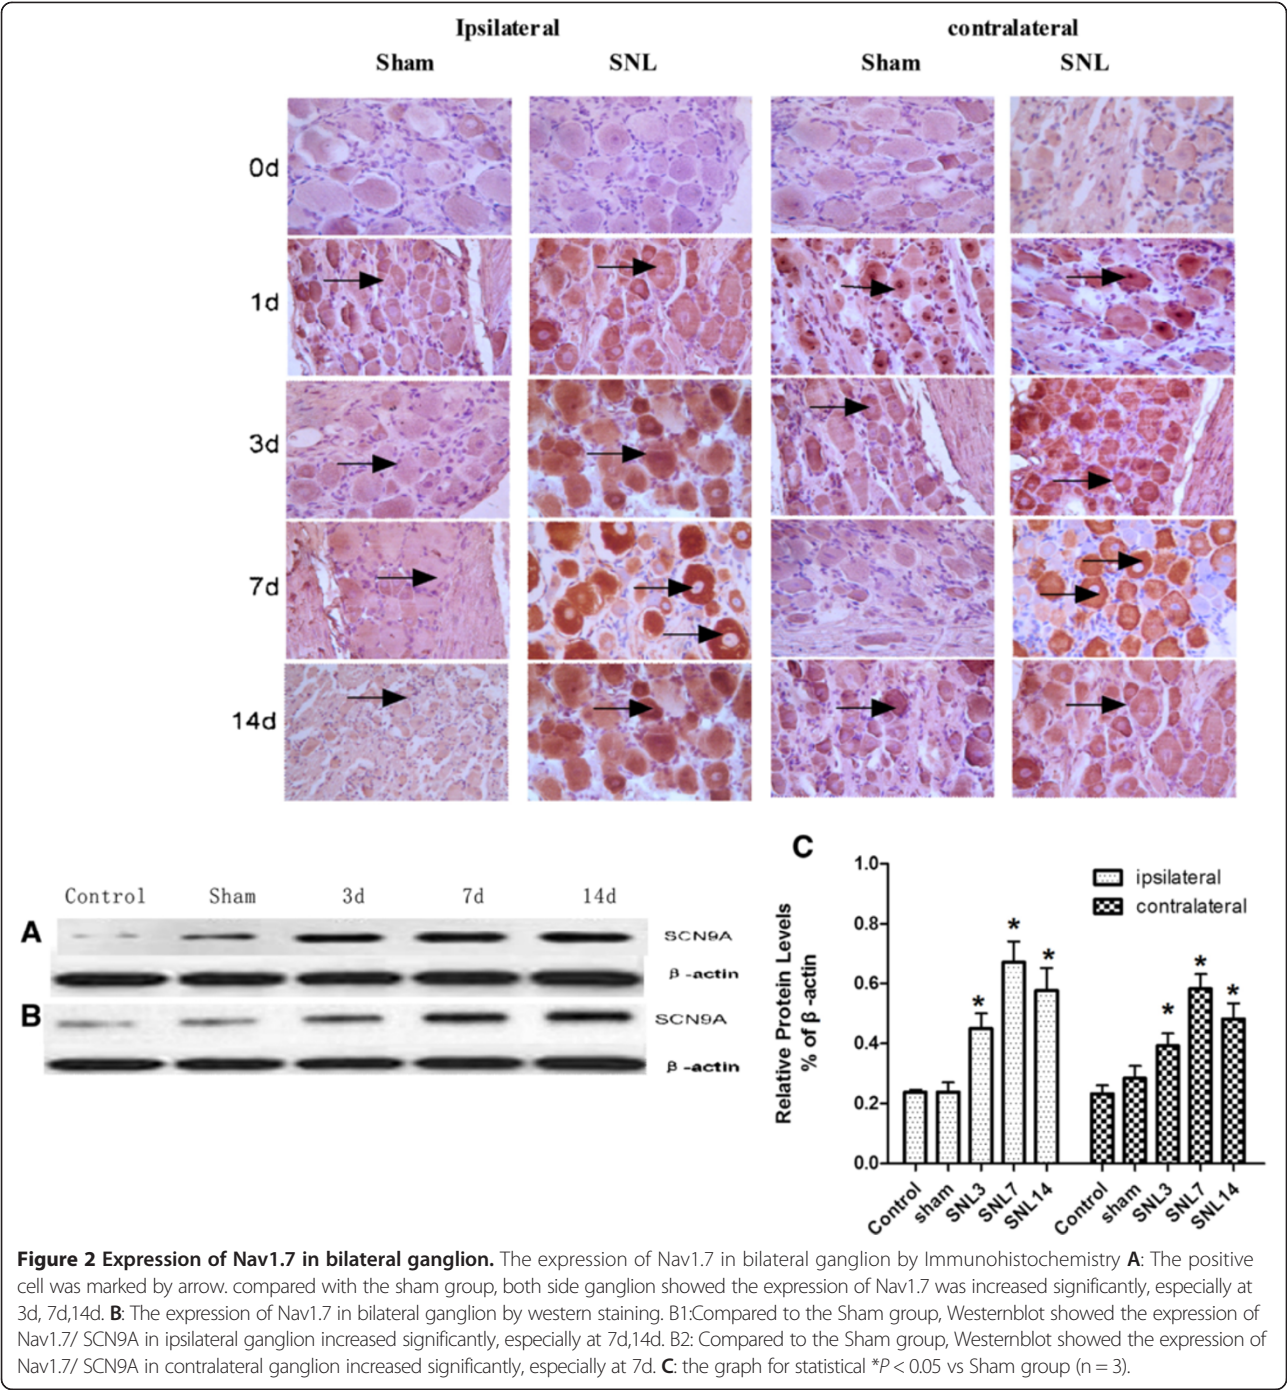 Ipsilateral contralateral
Sham SNL Sham SNL
0d
1d
3d
7d
14d
Control Sham 3d 7d 14d
A SCN9A
β-actin
B SCN9A
β-actin
C
1.0
0.8
0.6
0.4
0.2
0.0
Relative Protein Levels
% of β-actin
ipsilateral
contralateral
* * * * * *
Control sham SNL3 SNL7 SNL14 Control sham SNL3 SNL7 SNL14
Figure 2 Expression of Nav1.7 in bilateral ganglion. The expression of Nav1.7 in bilateral ganglion by Immunohistochemistry A: The positive
cell was marked by arrow. compared with the sham group, both side ganglion showed the expression of Nav1.7 was increased significantly, especially at
3d, 7d,14d. B: The expression of Nav1.7 in bilateral ganglion by western staining. B1:Compared to the Sham group, Westernblot showed the expression of
Nav1.7/ SCN9A in ipsilateral ganglion increased significantly, especially at 7d,14d. B2: Compared to the Sham group, Westernblot showed the expression of
Nav1.7/ SCN9A in contralateral ganglion increased significantly, especially at 7d. C: the graph for statistical *P < 0.05 vs Sham group (n = 3).